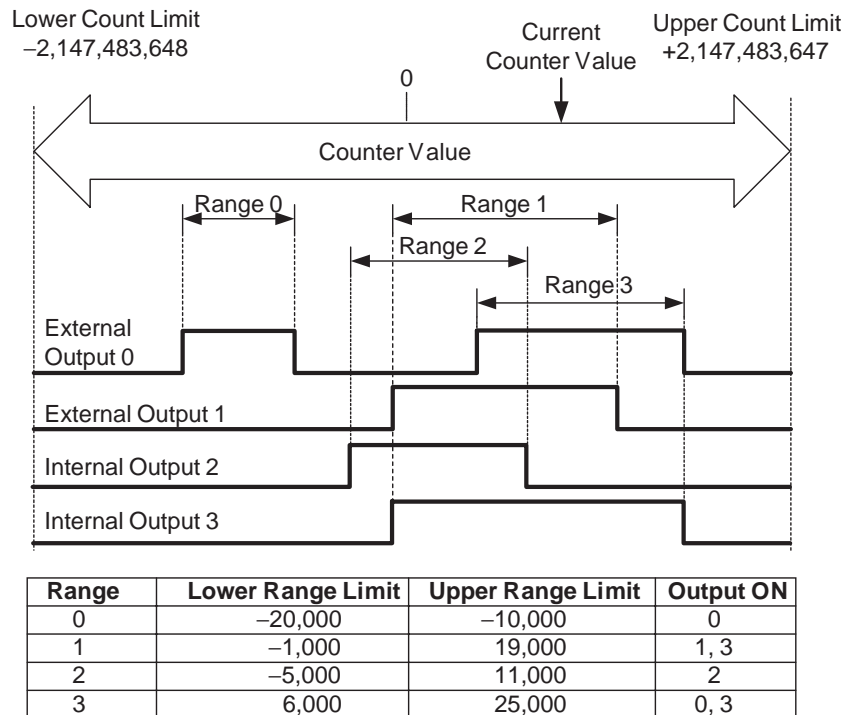 Lower Count Limit
–2,147,483,648
Current
Counter Value
Upper Count Limit
+2,147,483,647
0
Counter Value
Range 0
Range 1
Range 2
Range 3
External
Output 0
External Output 1
Internal Output 2
Internal Output 3
Range Lower Range Limit Upper Range Limit Output ON
0 –20,000 –10,000 0
1 –1,000 19,000 1, 3
2 –5,000 11,000 2
3 6,000 25,000 0, 3